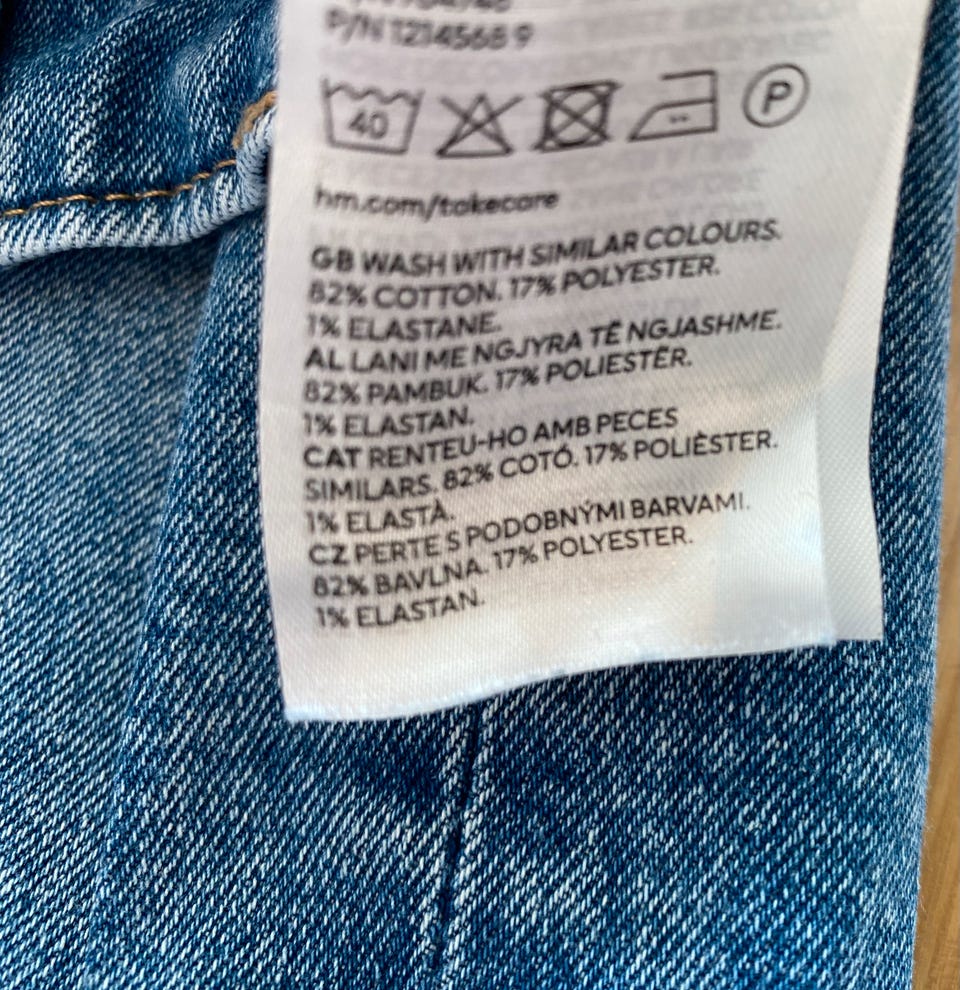 P/N 12145668 9
40
P
hm.com/takecare
GB WASH WITH SIMILAR COLOURS.
82% COTTON. 17% POLYESTER.
1% ELASTANE.
AL LANI ME NGJYRA TË NGJASHME.
82% PAMBUK. 17% POLIESTËR.
1% ELASTAN.
CAT RENTEU-HO AMB PECES
SIMILARS. 82% COTÓ. 17% POLIÈSTER.
1% ELASTÀ.
CZ PERTE S PODOBNÝMI BARVAMI.
82% BAVLNA. 17% POLYESTER.
1% ELASTAN.